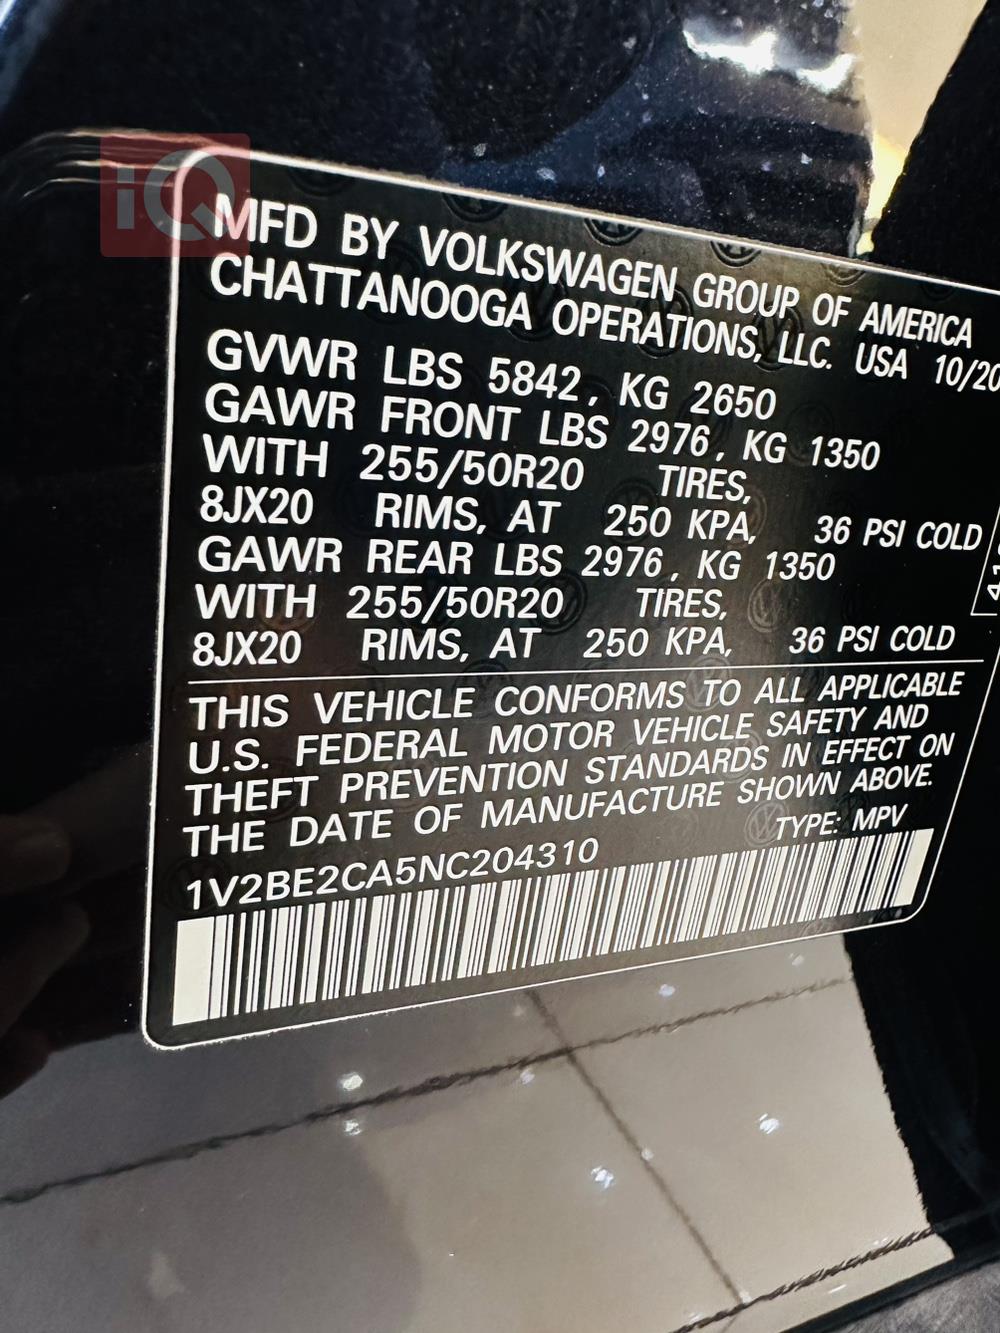 iQ
MFD BY VOLKSWAGEN GROUP OF AMERICA
CHATTANOOGA OPERATIONS, LLC. USA 10/20
GVWR LBS 5842, KG 2650
GAWR FRONT LBS 2976, KG 1350
WITH 255/50R20 TIRES,
8JX20 RIMS, AT 250 KPA, 36 PSI COLD
GAWR REAR LBS 2976, KG 1350
WITH 255/50R20 TIRES,
8JX20 RIMS, AT 250 KPA, 36 PSI COLD
THIS VEHICLE CONFORMS TO ALL APPLICABLE
U.S. FEDERAL MOTOR VEHICLE SAFETY AND
THEFT PREVENTION STANDARDS IN EFFECT ON
THE DATE OF MANUFACTURE SHOWN ABOVE.
1V2BE2CA5NC204310 TYPE: MPV